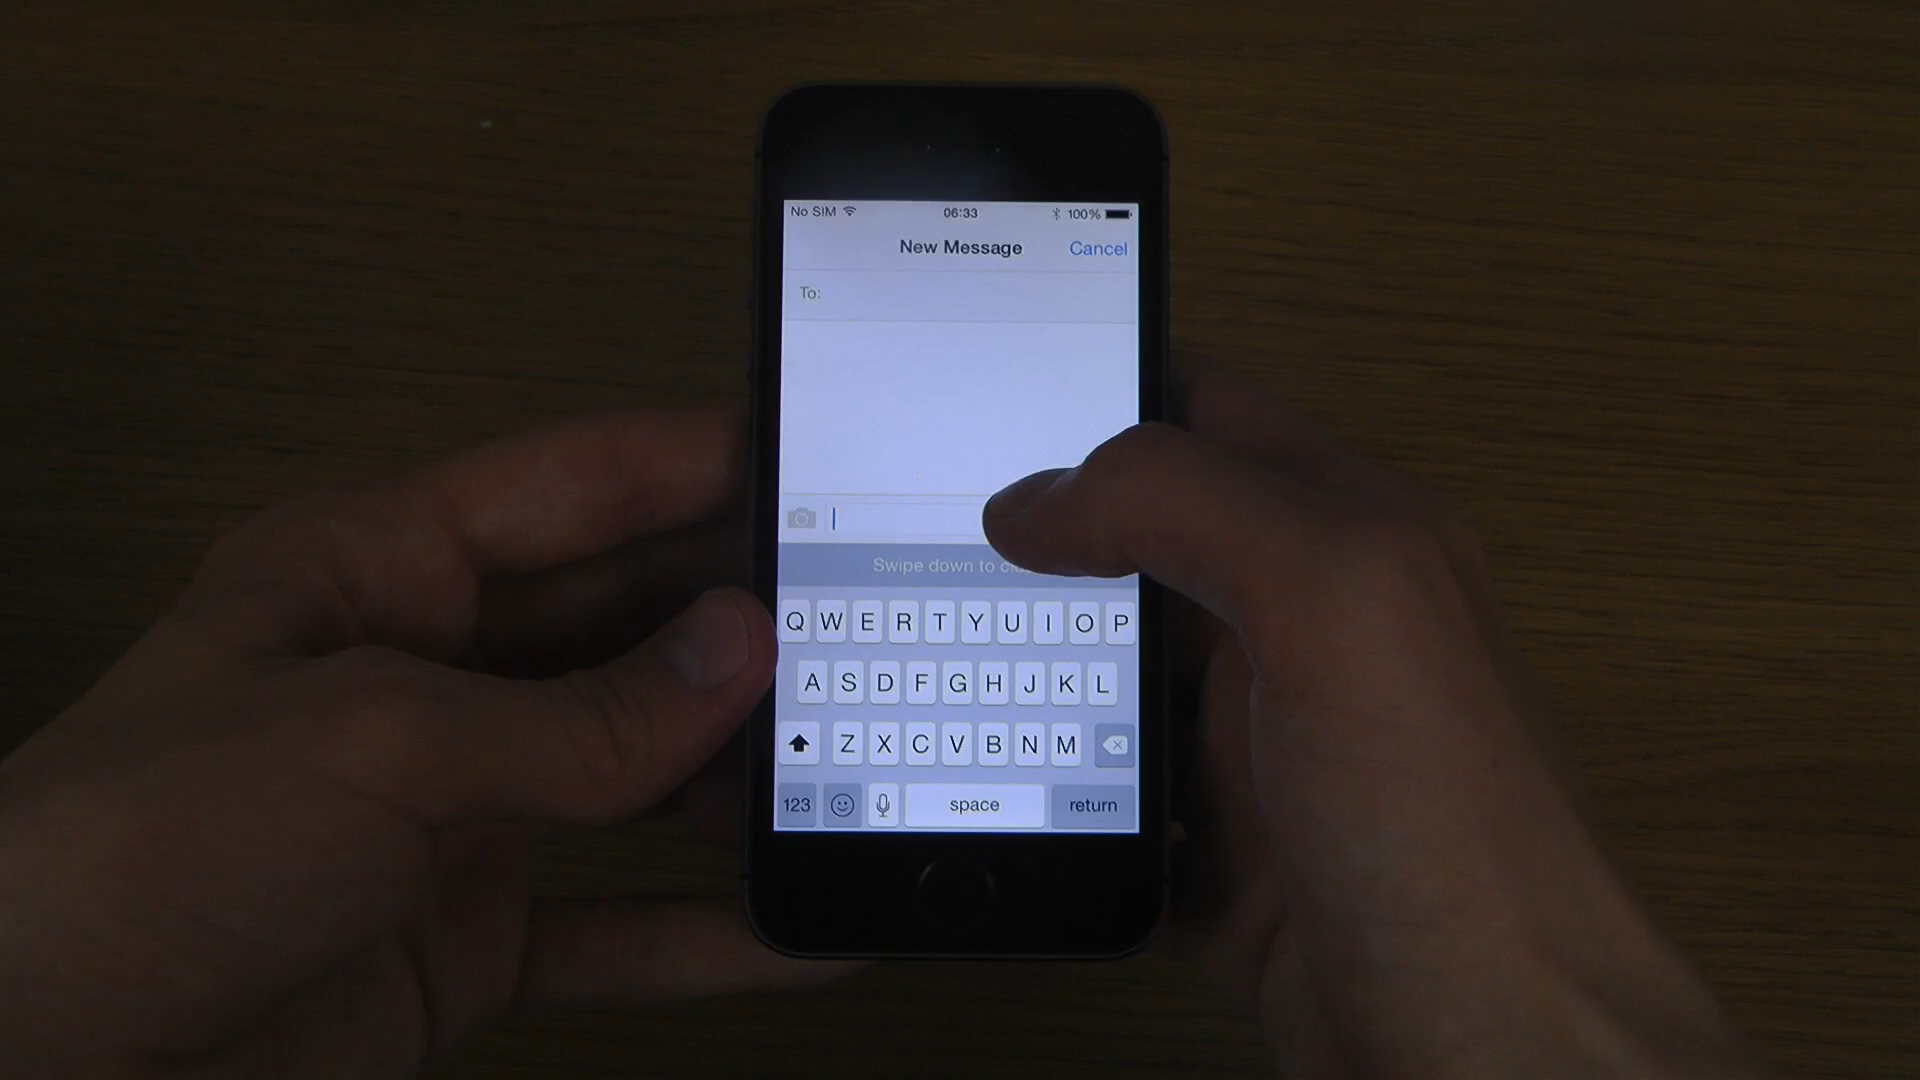 No SIM 06:33 100%
New Message Cancel
To:
Swipe down to
Q W E R T Y U I O P
A S D F G H J K L
Z X C V B N M
123 space return